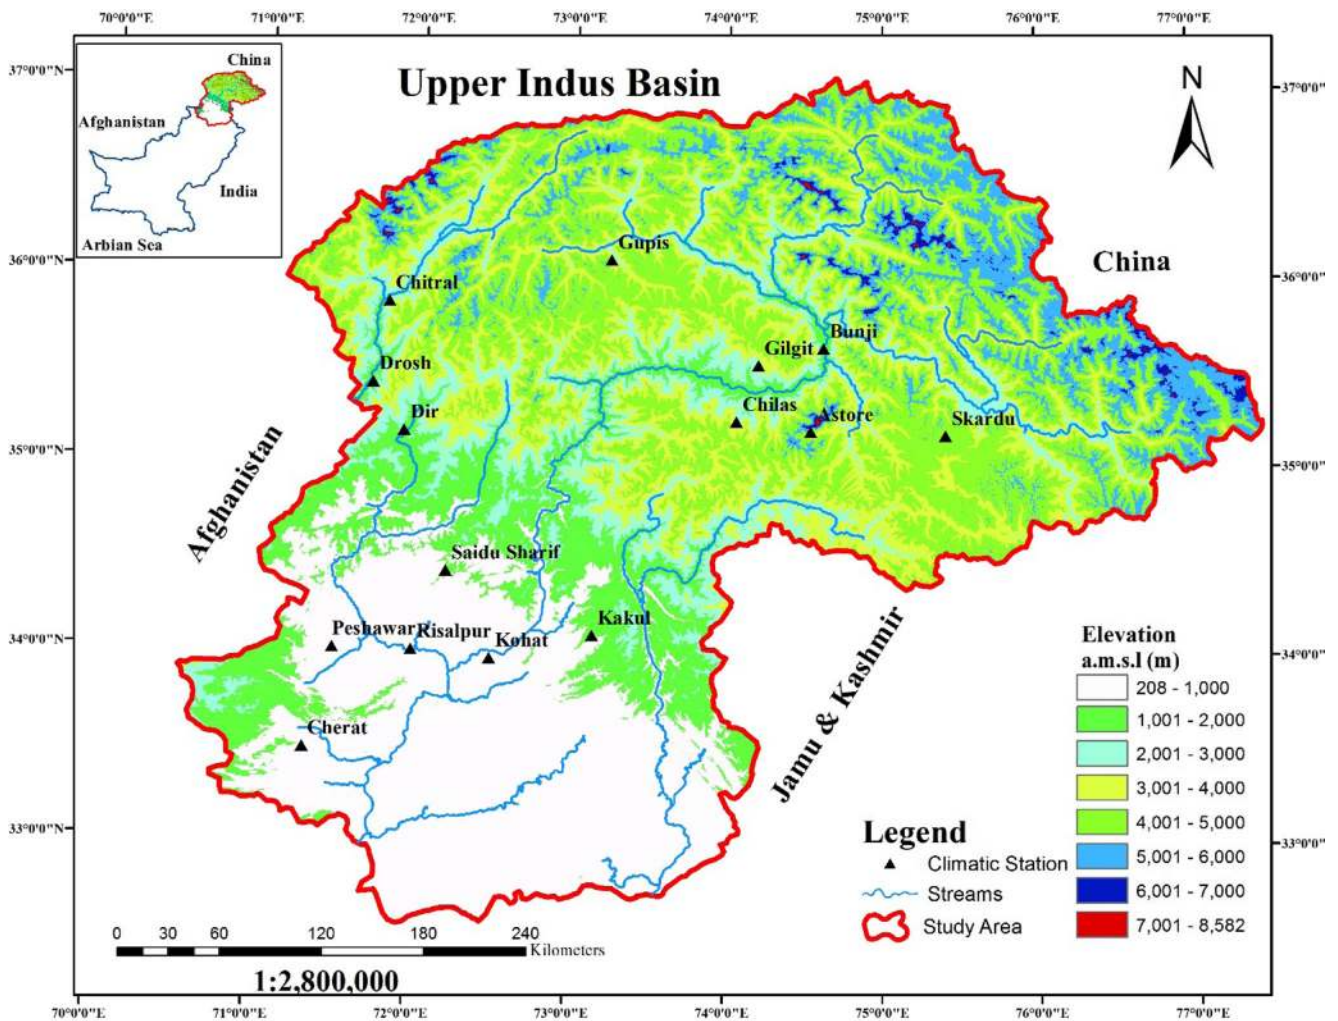 70°0'0"E 71°0'0"E 72°0'0"E 73°0'0"E 74°0'0"E 75°0'0"E 76°0'0"E 77°0'0"E
37°0'0"N
37°0'0"N
China
Afghanistan
India
Arbian Sea
Upper Indus Basin
N
Gupis
36°0'0"N
36°0'0"N
China
Chitral
Bunji
Gilgit
Drosh
Chilas
Astore
Skardu
Dir
35°0'0"N
35°0'0"N
Afghanistan
Saidu Sharif
Peshawar
Risalpur
Kohat
Kakul
34°0'0"N
34°0'0"N
Cherat
Jamu & Kashmir
33°0'0"N
33°0'0"N
Elevation
a.m.s.l (m)
208 - 1,000
1,001 - 2,000
2,001 - 3,000
3,001 - 4,000
4,001 - 5,000
5,001 - 6,000
6,001 - 7,000
7,001 - 8,582
Legend
Climatic Station
Streams
Study Area
0 30 60 120 180 240
Kilometers
1:2,800,000
70°0'0"E 71°0'0"E 72°0'0"E 73°0'0"E 74°0'0"E 75°0'0"E 76°0'0"E 77°0'0"E